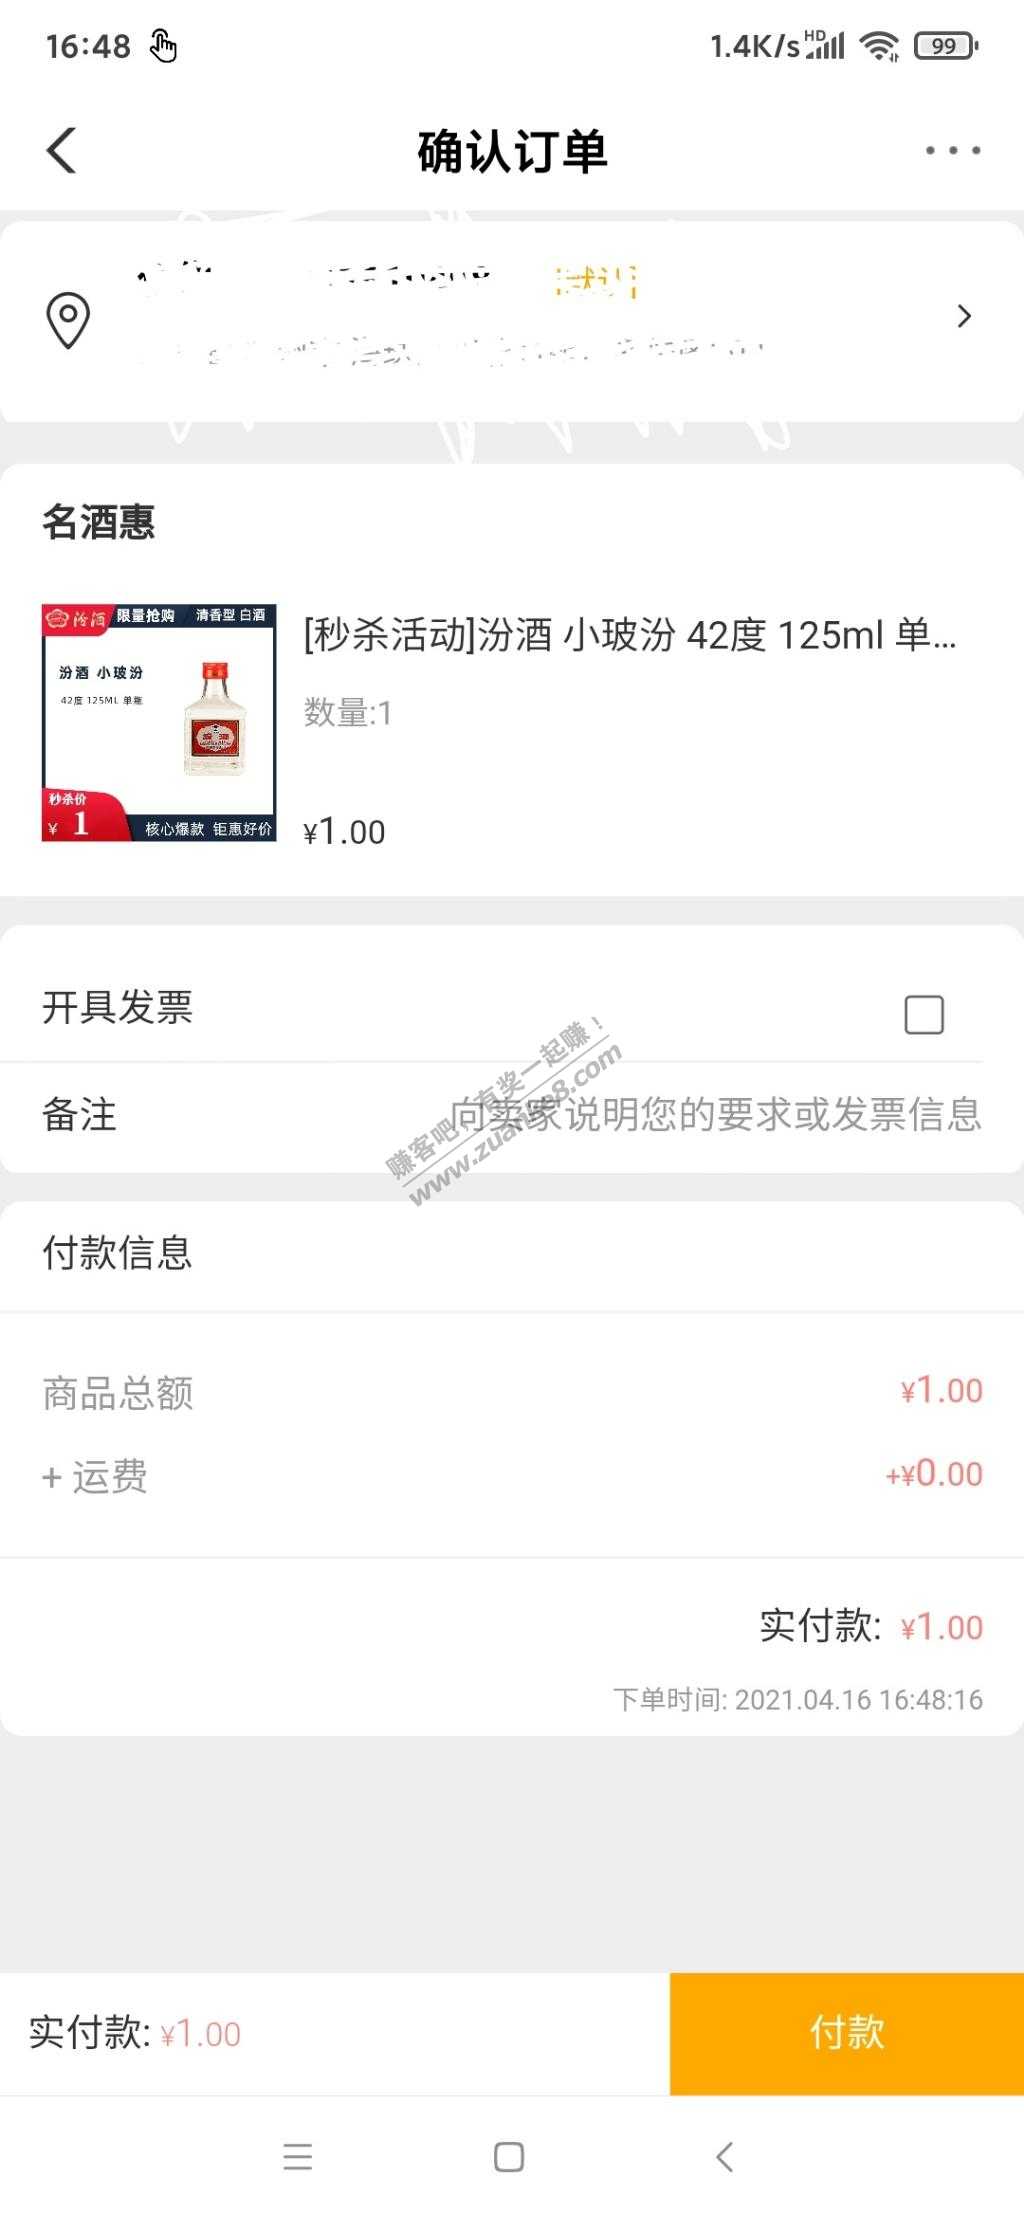 16:48
1.4K/s HD 99
确认订单
默认
名酒惠
汾酒 限量抢购 清香型 白酒
汾酒 小玻汾
42度 125ML 单瓶
秒杀价
¥ 1
核心爆款 钜惠好价
[秒杀活动]汾酒 小玻汾 42度 125ml 单...
数量:1
¥1.00
开具发票
备注
向卖家说明您的要求或发票信息
赚客吧,有奖一起赚!
www.zuanke8.com
付款信息
商品总额 ¥1.00
+ 运费 +¥0.00
实付款: ¥1.00
下单时间: 2021.04.16 16:48:16
实付款: ¥1.00
付款